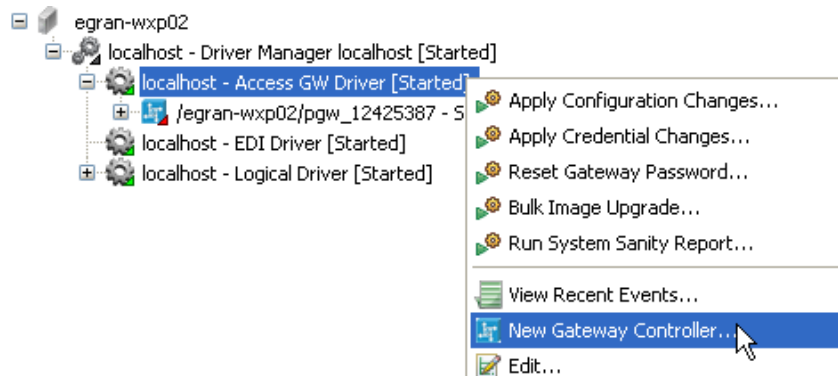 egran-wxp02
localhost - Driver Manager localhost [Started]
localhost - Access GW Driver [Started]
/egran-wxp02/pgw_12425387 - S
localhost - EDI Driver [Started]
localhost - Logical Driver [Started]
Apply Configuration Changes...
Apply Credential Changes...
Reset Gateway Password...
Bulk Image Upgrade...
Run System Sanity Report...
View Recent Events...
New Gateway Controller...
Edit...